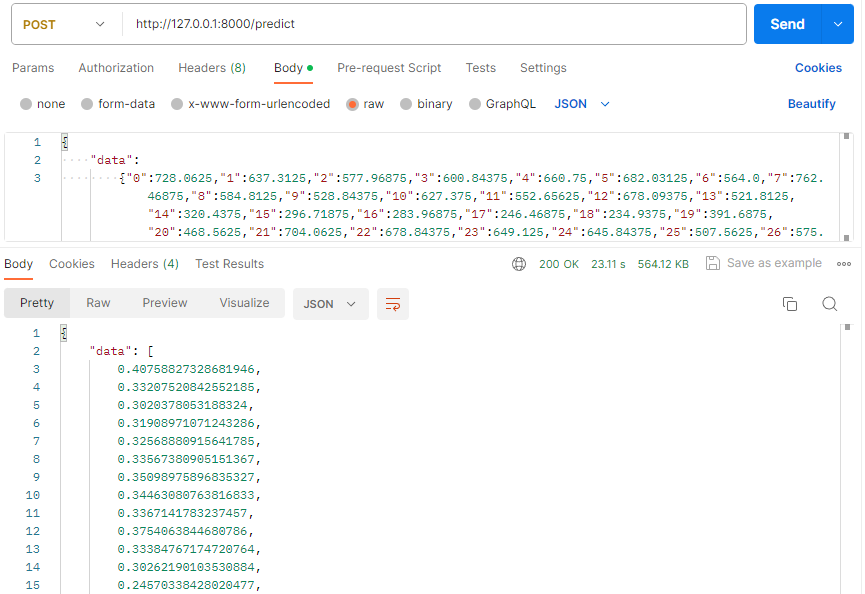 POST http://127.0.0.1:8000/predict Send
Params Authorization Headers (8) Body Pre-request Script Tests Settings Cookies
none form-data x-www-form-urlencoded raw binary GraphQL JSON Beautify
1 {
2 ····"data":
3 ········{"0":728.0625,"1":637.3125,"2":577.96875,"3":600.84375,"4":660.75,"5":682.03125,"6":564.0,"7":762.
46875,"8":584.8125,"9":528.84375,"10":627.375,"11":552.65625,"12":678.09375,"13":521.8125,
"14":320.4375,"15":296.71875,"16":283.96875,"17":246.46875,"18":234.9375,"19":391.6875,
"20":468.5625,"21":704.0625,"22":678.84375,"23":649.125,"24":645.84375,"25":507.5625,"26":575.
Body Cookies Headers (4) Test Results 200 OK 23.11 s 564.12 KB Save as example
Pretty Raw Preview Visualize JSON
1 {
2 "data": [
3 0.40758827328681946,
4 0.33207520842552185,
5 0.3020378053188324,
6 0.31908971071243286,
7 0.32568880915641785,
8 0.33567380905151367,
9 0.35098975896835327,
10 0.34463080763816833,
11 0.3367141783237457,
12 0.3754063844680786,
13 0.33384767174720764,
14 0.30262190103530884,
15 0.24570338428020477,